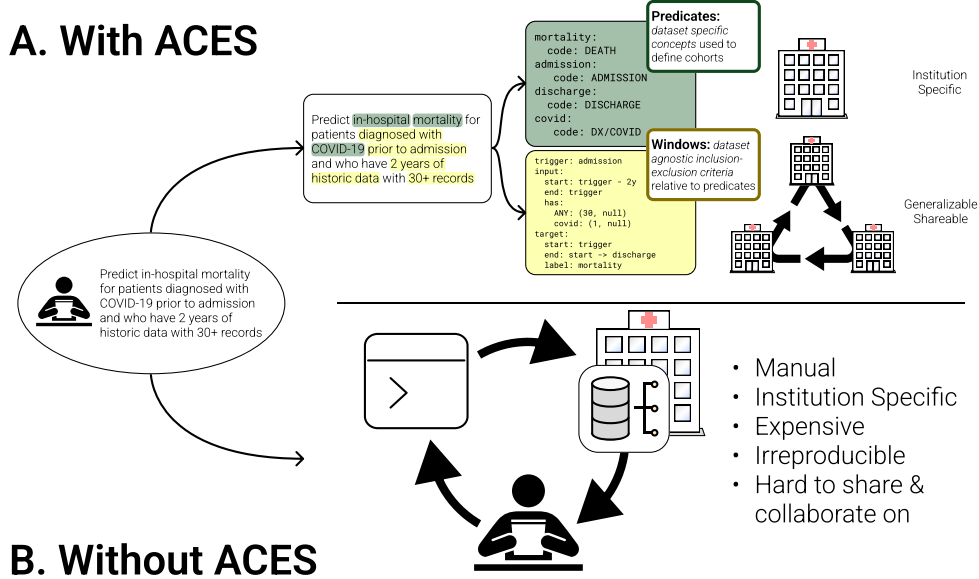 A. With ACES
Predict in-hospital mortality for
patients diagnosed with
COVID-19 prior to admission
and who have 2 years of
historic data with 30+ records
mortality:
code: DEATH
admission:
code: ADMISSION
discharge:
code: DISCHARGE
covid:
code: DX/COVID
Predicates:
dataset specific
concepts used to
define cohorts
Institution
Specific
trigger: admission
input:
start: trigger - 2y
end: trigger
has:
ANY: (30, null)
covid: (1, null)
target:
start: trigger
end: start -> discharge
label: mortality
Windows: dataset
agnostic inclusion-
exclusion criteria
relative to predicates
Generalizable
Shareable
Predict in-hospital mortality
for patients diagnosed with
COVID-19 prior to admission
and who have 2 years of
historic data with 30+ records
• Manual
• Institution Specific
• Expensive
• Irreproducible
• Hard to share &
collaborate on
B. Without ACES